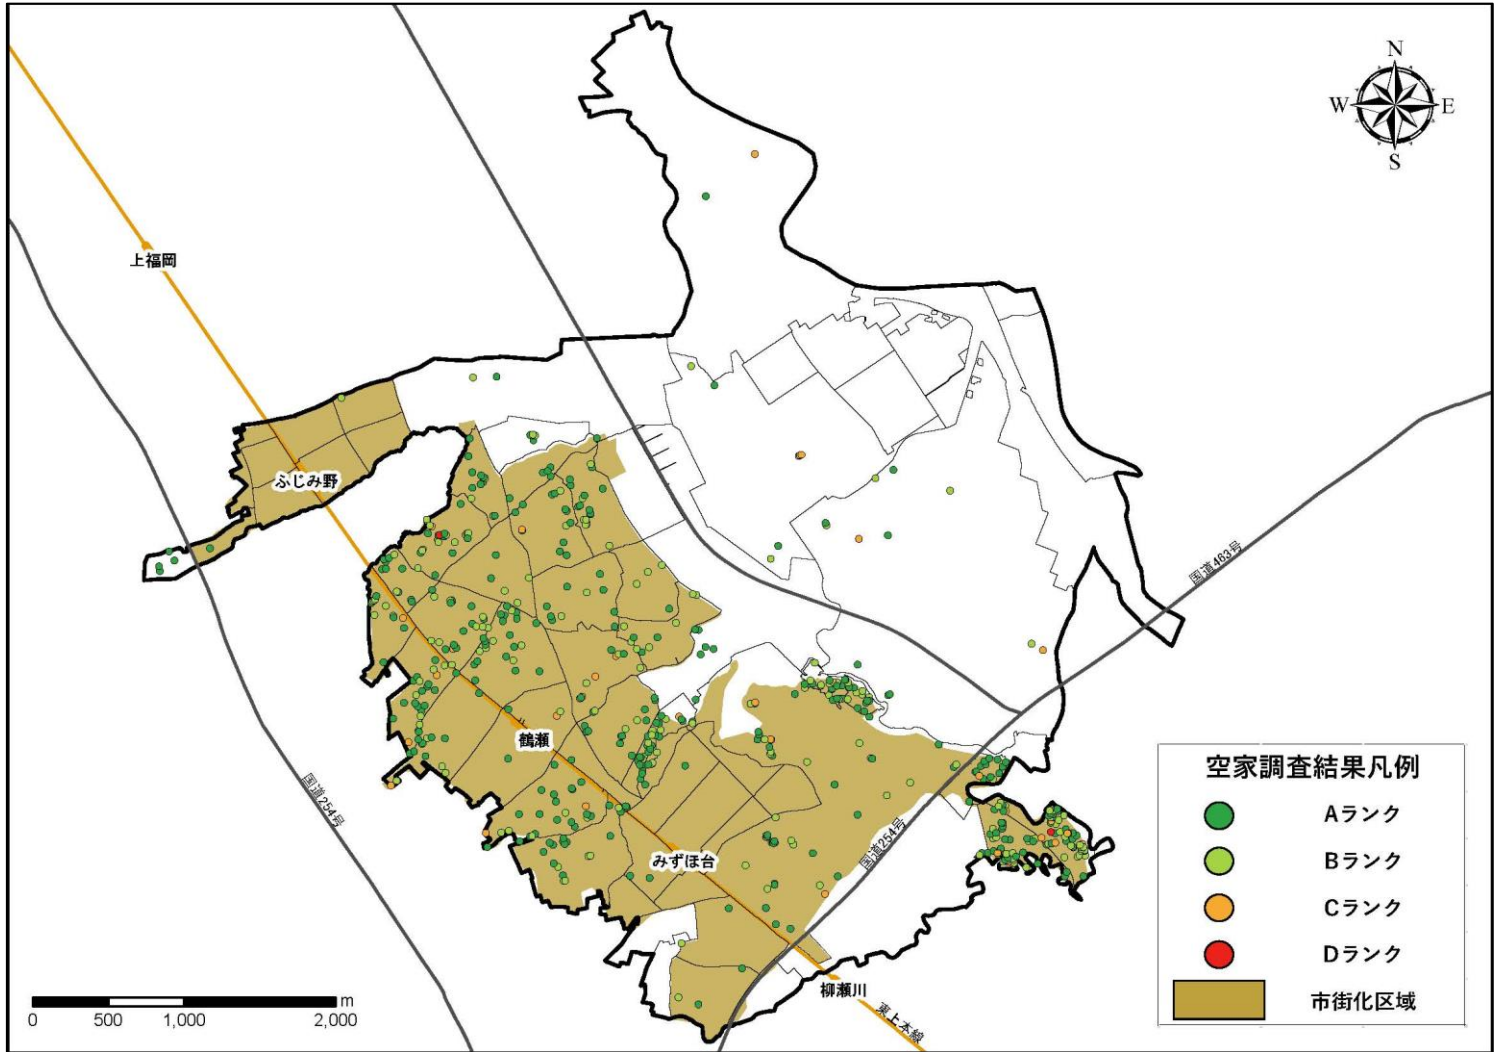 N
W E
S
上福岡
ふじみ野
国道463号
鶴瀬
国道254号
国道254号
みずほ台
柳瀬川
東上本線
空家調査結果凡例
Aランク
Bランク
Cランク
Dランク
市街化区域
m
0 500 1,000 2,000